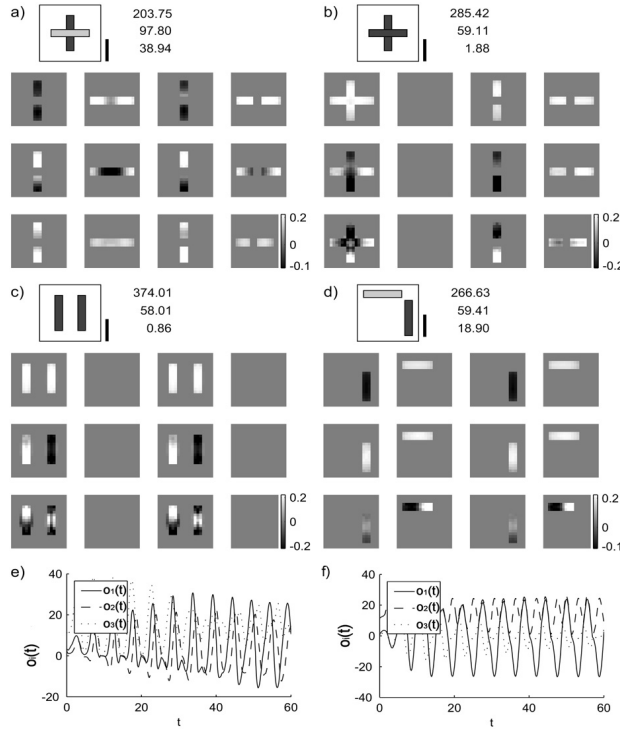 a)
203.75
97.80
38.94
b)
285.42
59.11
1.88
0.2
0
-0.1
0.2
0
-0.2
c)
374.01
58.01
0.86
d)
266.63
59.41
18.90
0.2
0
-0.2
0.2
0
-0.1
e)
40
20
0
-20
o₁(t)
o₂(t)
o₃(t)
oᵢ(t)
0
20
40
60
t
f)
40
20
0
-20
-40
o₁(t)
o₂(t)
o₃(t)
oᵢ(t)
0
20
40
60
t